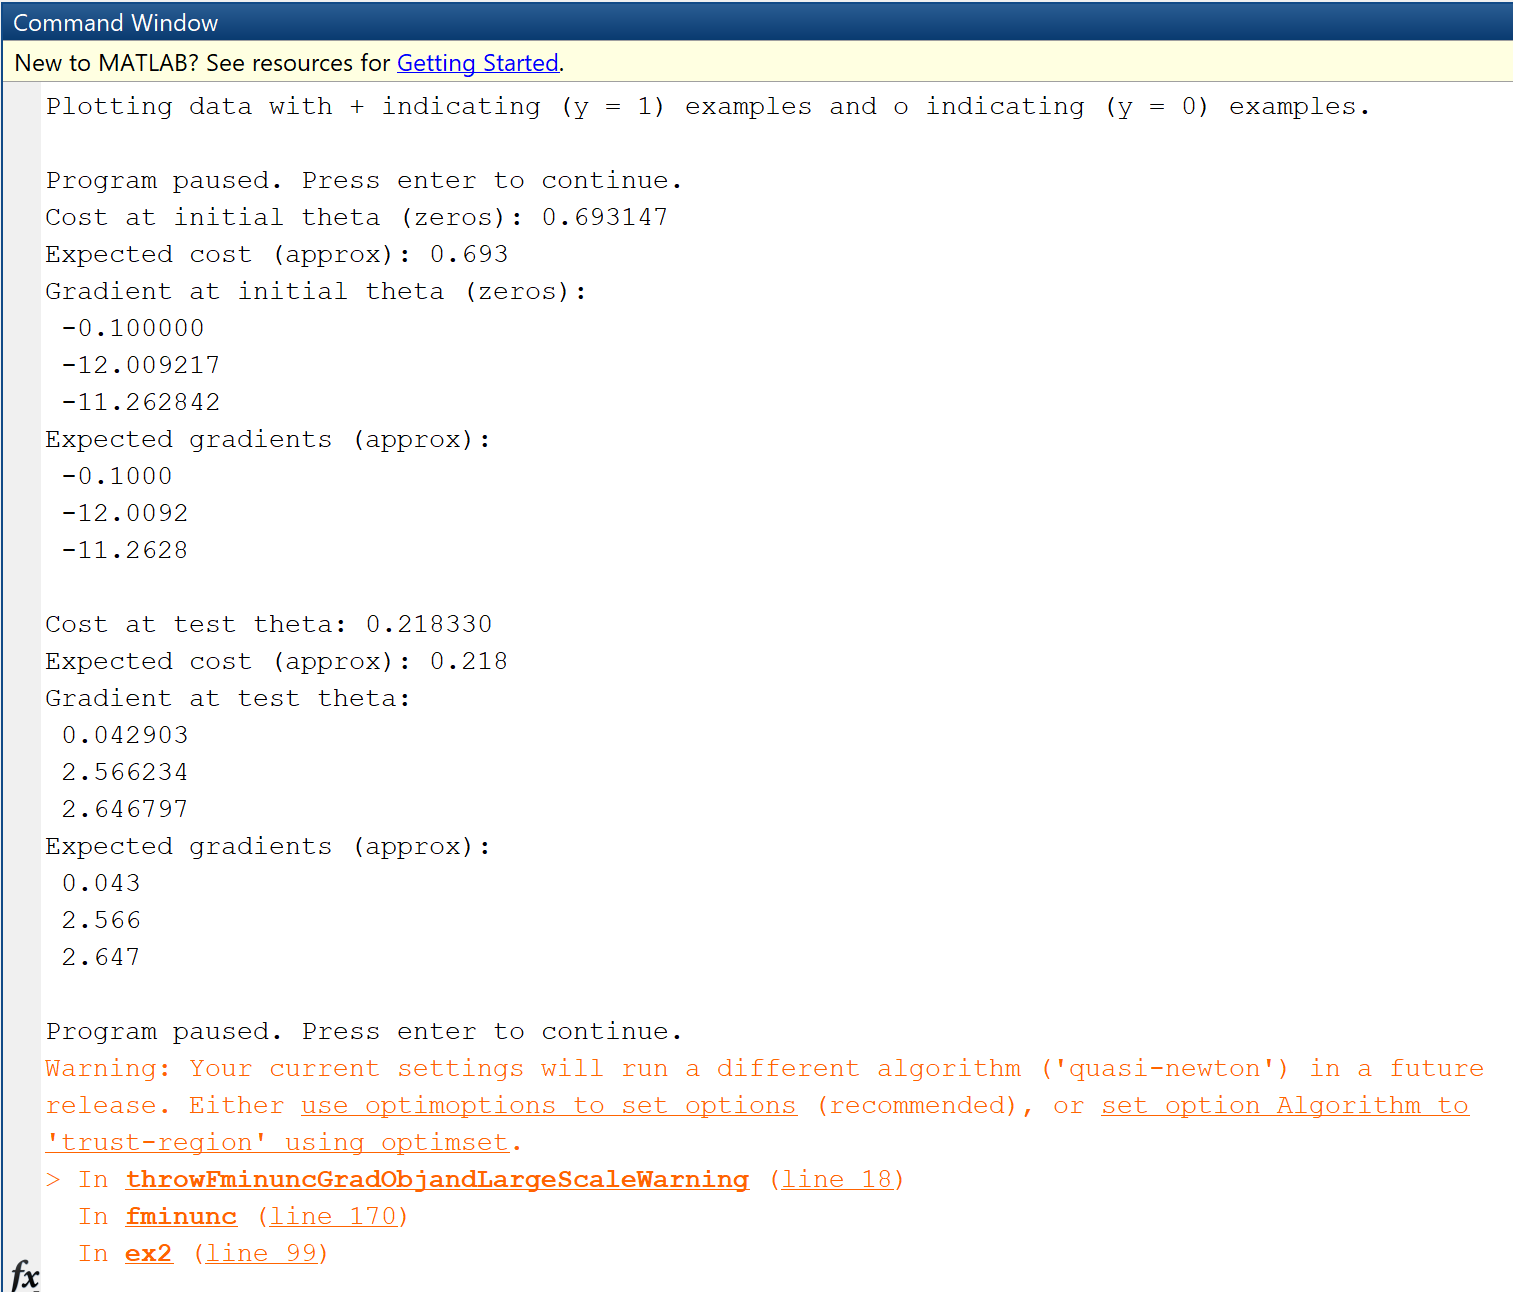 Command Window
New to MATLAB? See resources for Getting Started.
Plotting data with + indicating (y = 1) examples and o indicating (y = 0) examples.
Program paused. Press enter to continue.
Cost at initial theta (zeros): 0.693147
Expected cost (approx): 0.693
Gradient at initial theta (zeros):
-0.100000
-12.009217
-11.262842
Expected gradients (approx):
-0.1000
-12.0092
-11.2628
Cost at test theta: 0.218330
Expected cost (approx): 0.218
Gradient at test theta:
0.042903
2.566234
2.646797
Expected gradients (approx):
0.043
2.566
2.647
Program paused. Press enter to continue.
Warning: Your current settings will run a different algorithm ('quasi-newton') in a future
release. Either use optimoptions to set options (recommended), or set option Algorithm to
'trust-region' using optimset.
> In throwFminuncGradObjandLargeScaleWarning (line 18)
In fminunc (line 170)
In ex2 (line 99)
fx